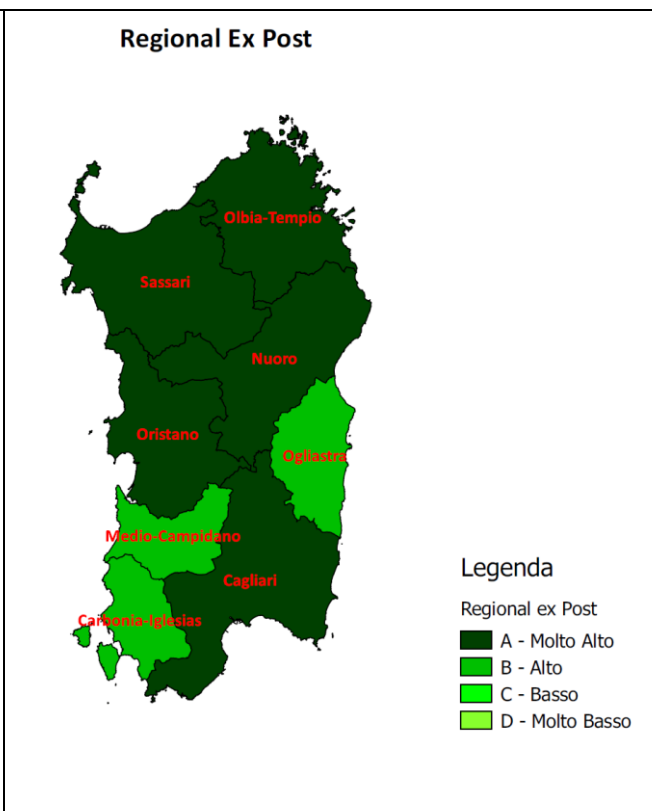 Regional Ex Post
Olbia-Tempio
Sassari
Nuoro
Oristano
Ogliastra
Medio-Campidano
Cagliari
Carbonia-Iglesias
Legenda
Regional ex Post
A - Molto Alto
B - Alto
C - Basso
D - Molto Basso